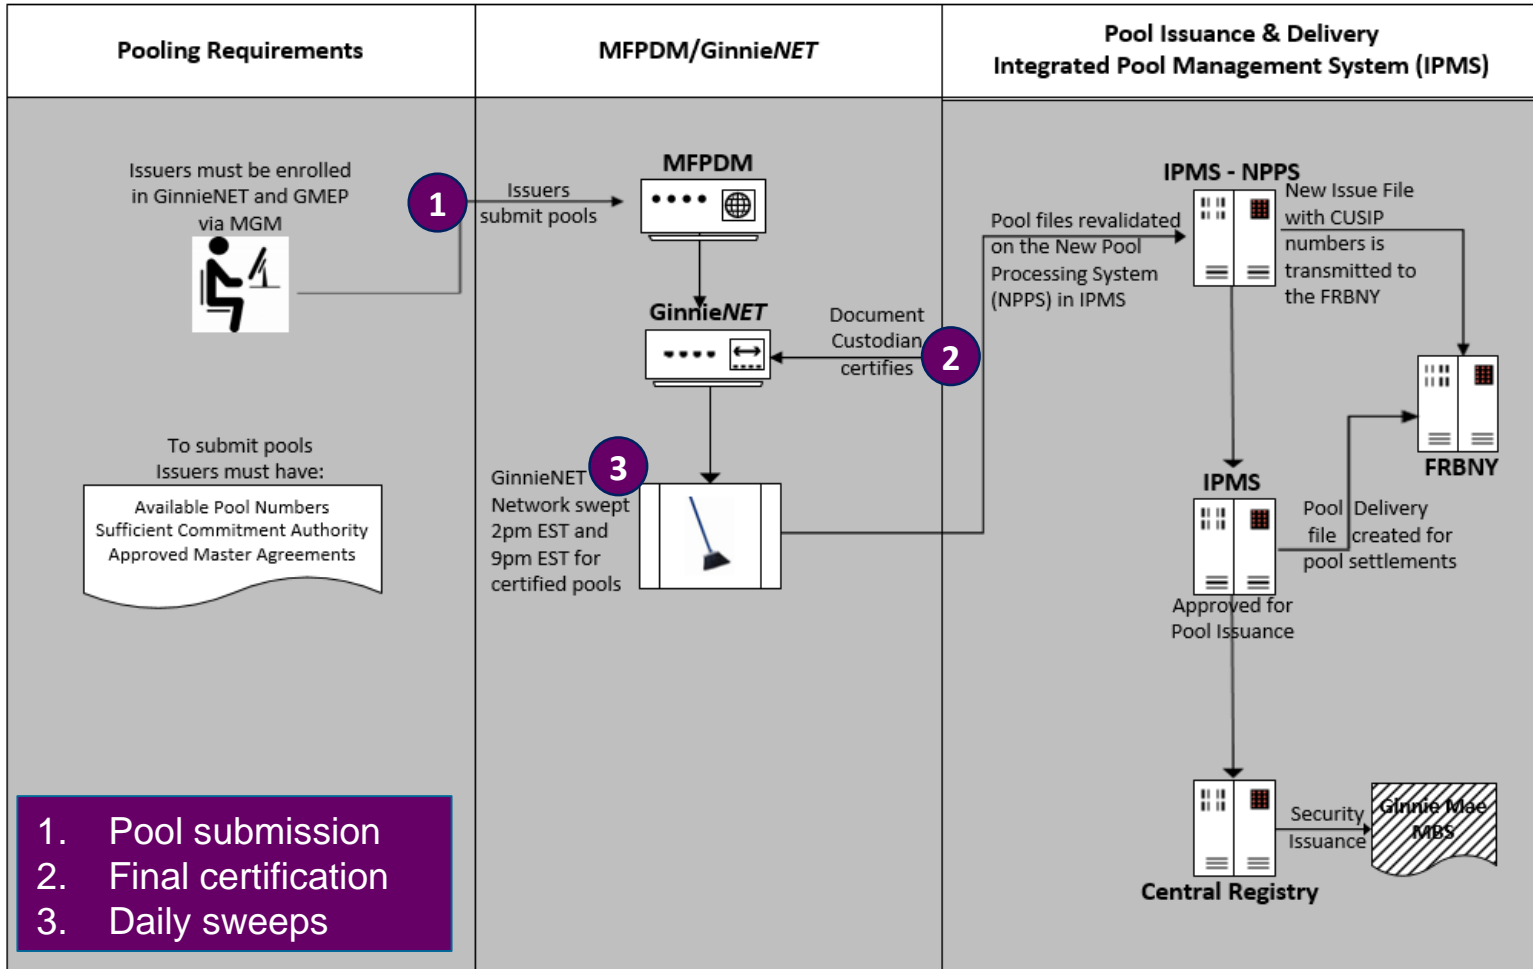 Pooling Requirements
MFPDM/GinnieNET
Pool Issuance & Delivery
Integrated Pool Management System (IPMS)
Issuers must be enrolled
in GinnieNET and GMEP
via MGM
1
Issuers
submit pools
MFPDM
GinnieNET
Document
Custodian
certifies
2
3
GinnieNET
Network swept
2pm EST and
9pm EST for
certified pools
To submit pools
Issuers must have:
Available Pool Numbers
Sufficient Commitment Authority
Approved Master Agreements
Pool files revalidated
on the New Pool
Processing System
(NPPS) in IPMS
IPMS - NPPS
New Issue File
with CUSIP
numbers is
transmitted to
the FRBNY
FRBNY
IPMS
Pool Delivery
file created for
pool settlements
Approved for
Pool Issuance
Central Registry
Security
Issuance
Ginnie Mae
MBS
1. Pool submission
2. Final certification
3. Daily sweeps